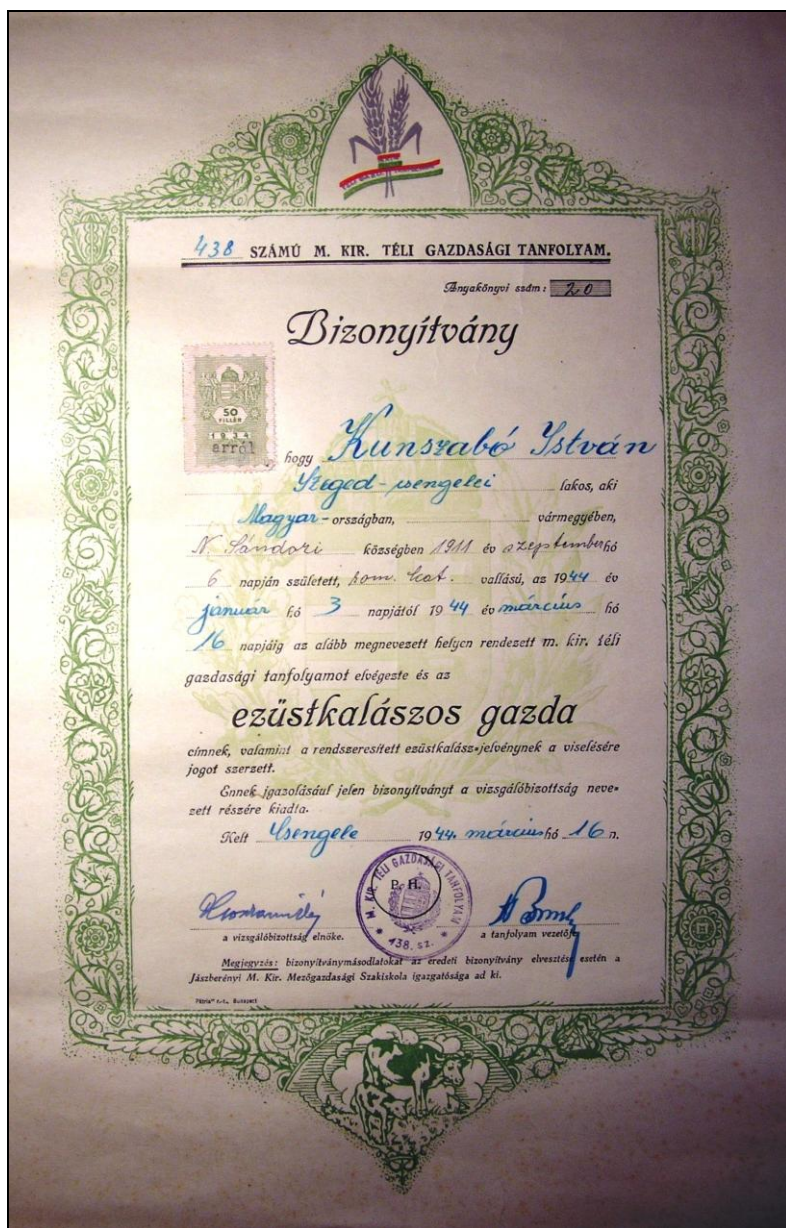 438 SZÁMÚ M. KIR. TÉLI GAZDASÁGI TANFOLYAM.
Anyakönyvi szám: 20
Bizonyítvány
50
FILLÉR
1934
arról, hogy Kunszabó István
Szeged-csengelei lakos, aki
Magyar-országban, vármegyében,
N. Sándori községben 1911 év szeptember hó
6 napján született, rom. kat. vallású, az 1944 év
január hó 3 napjától 1944 év március hó
16 napjáig az alább megnevezett helyen rendezett m. kir. téli
gazdasági tanfolyamot elvégezte és az
ezüstkalászos gazda
címnek, valamint a rendszeresített ezüstkalász-jelvénynek a viselésére
jogot szerzett.
Ennek igazolásául jelen bizonyítványt a vizsgálóbizottság neve-
zett részére kiadta.
Kelt Csengele 1944. március hó 16 n.
M. KIR. TÉLI GAZDASÁGI TANFOLYAM
P. H.
438. sz.
a vizsgálóbizottság elnöke. a tanfolyam vezetője
Megjegyzés: bizonyítványmásodlatokat az eredeti bizonyítvány elvesztése esetén a
Jászberényi M. Kir. Mezőgazdasági Szakiskola igazgatósága ad ki.
"Pátria" r.-t., Budapest